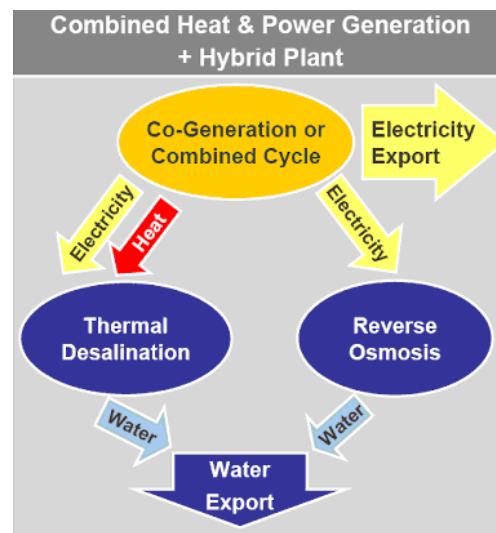 Combined Heat & Power Generation
+ Hybrid Plant
Co-Generation or
Combined Cycle
Electricity
Export
Electricity
Heat
Electricity
Thermal
Desalination
Reverse
Osmosis
Water
Water
Water
Export